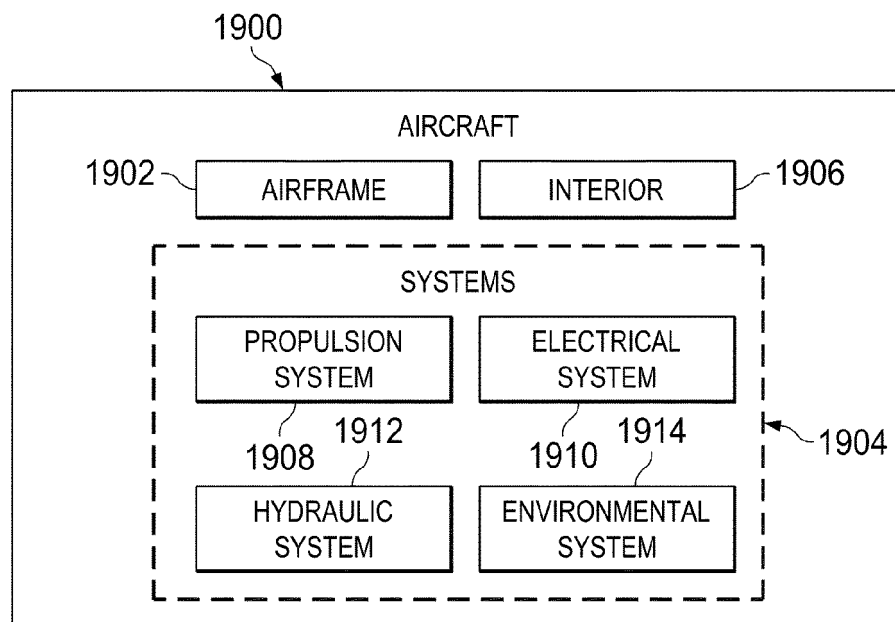 1900
AIRCRAFT
1902 AIRFRAME INTERIOR 1906
SYSTEMS
PROPULSION ELECTRICAL
SYSTEM SYSTEM
1912 1914
1908 1910 1904
HYDRAULIC ENVIRONMENTAL
SYSTEM SYSTEM